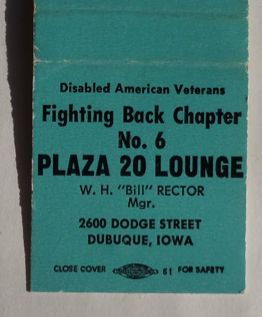 Disabled American Veterans
Fighting Back Chapter
No. 6
PLAZA 20 LOUNGE
W. H. "Bill" RECTOR
Mgr.
2600 DODGE STREET
DUBUQUE, IOWA
CLOSE COVER 61 FOR SAFETY